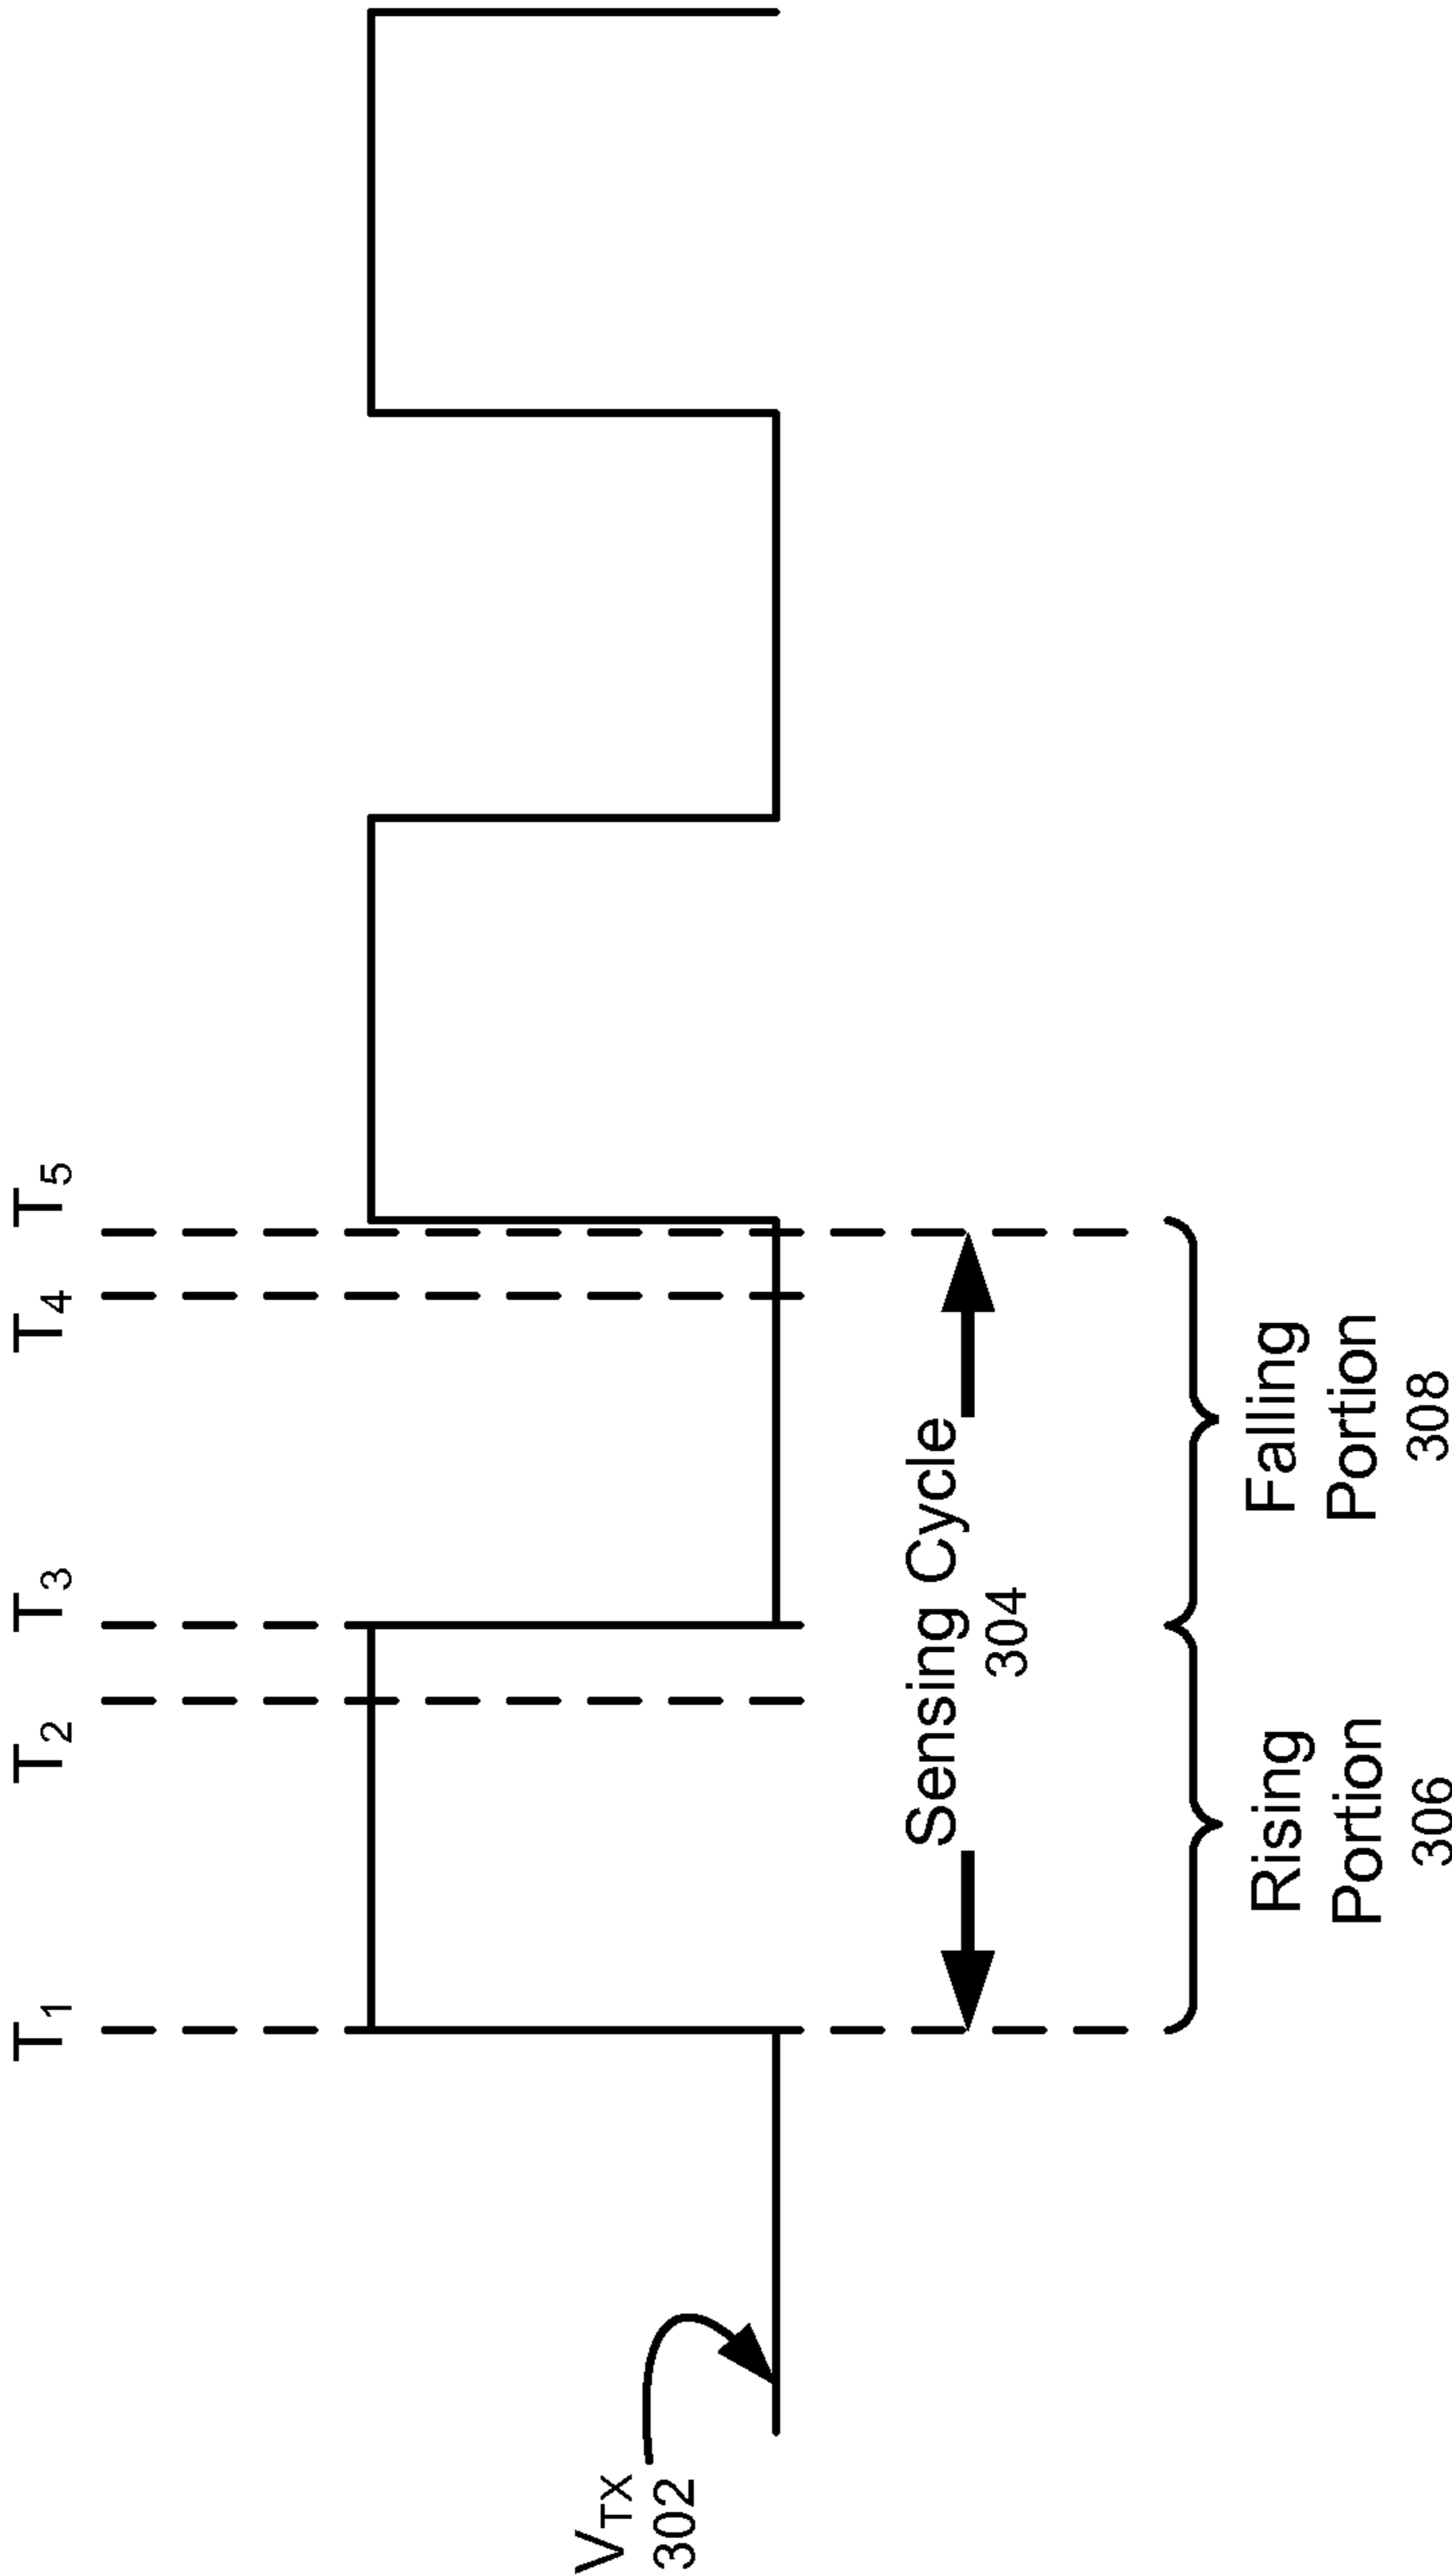 T1
T2
T3
T4
T5
VTX
302
Sensing Cycle
304
Rising
Portion
306
Falling
Portion
308